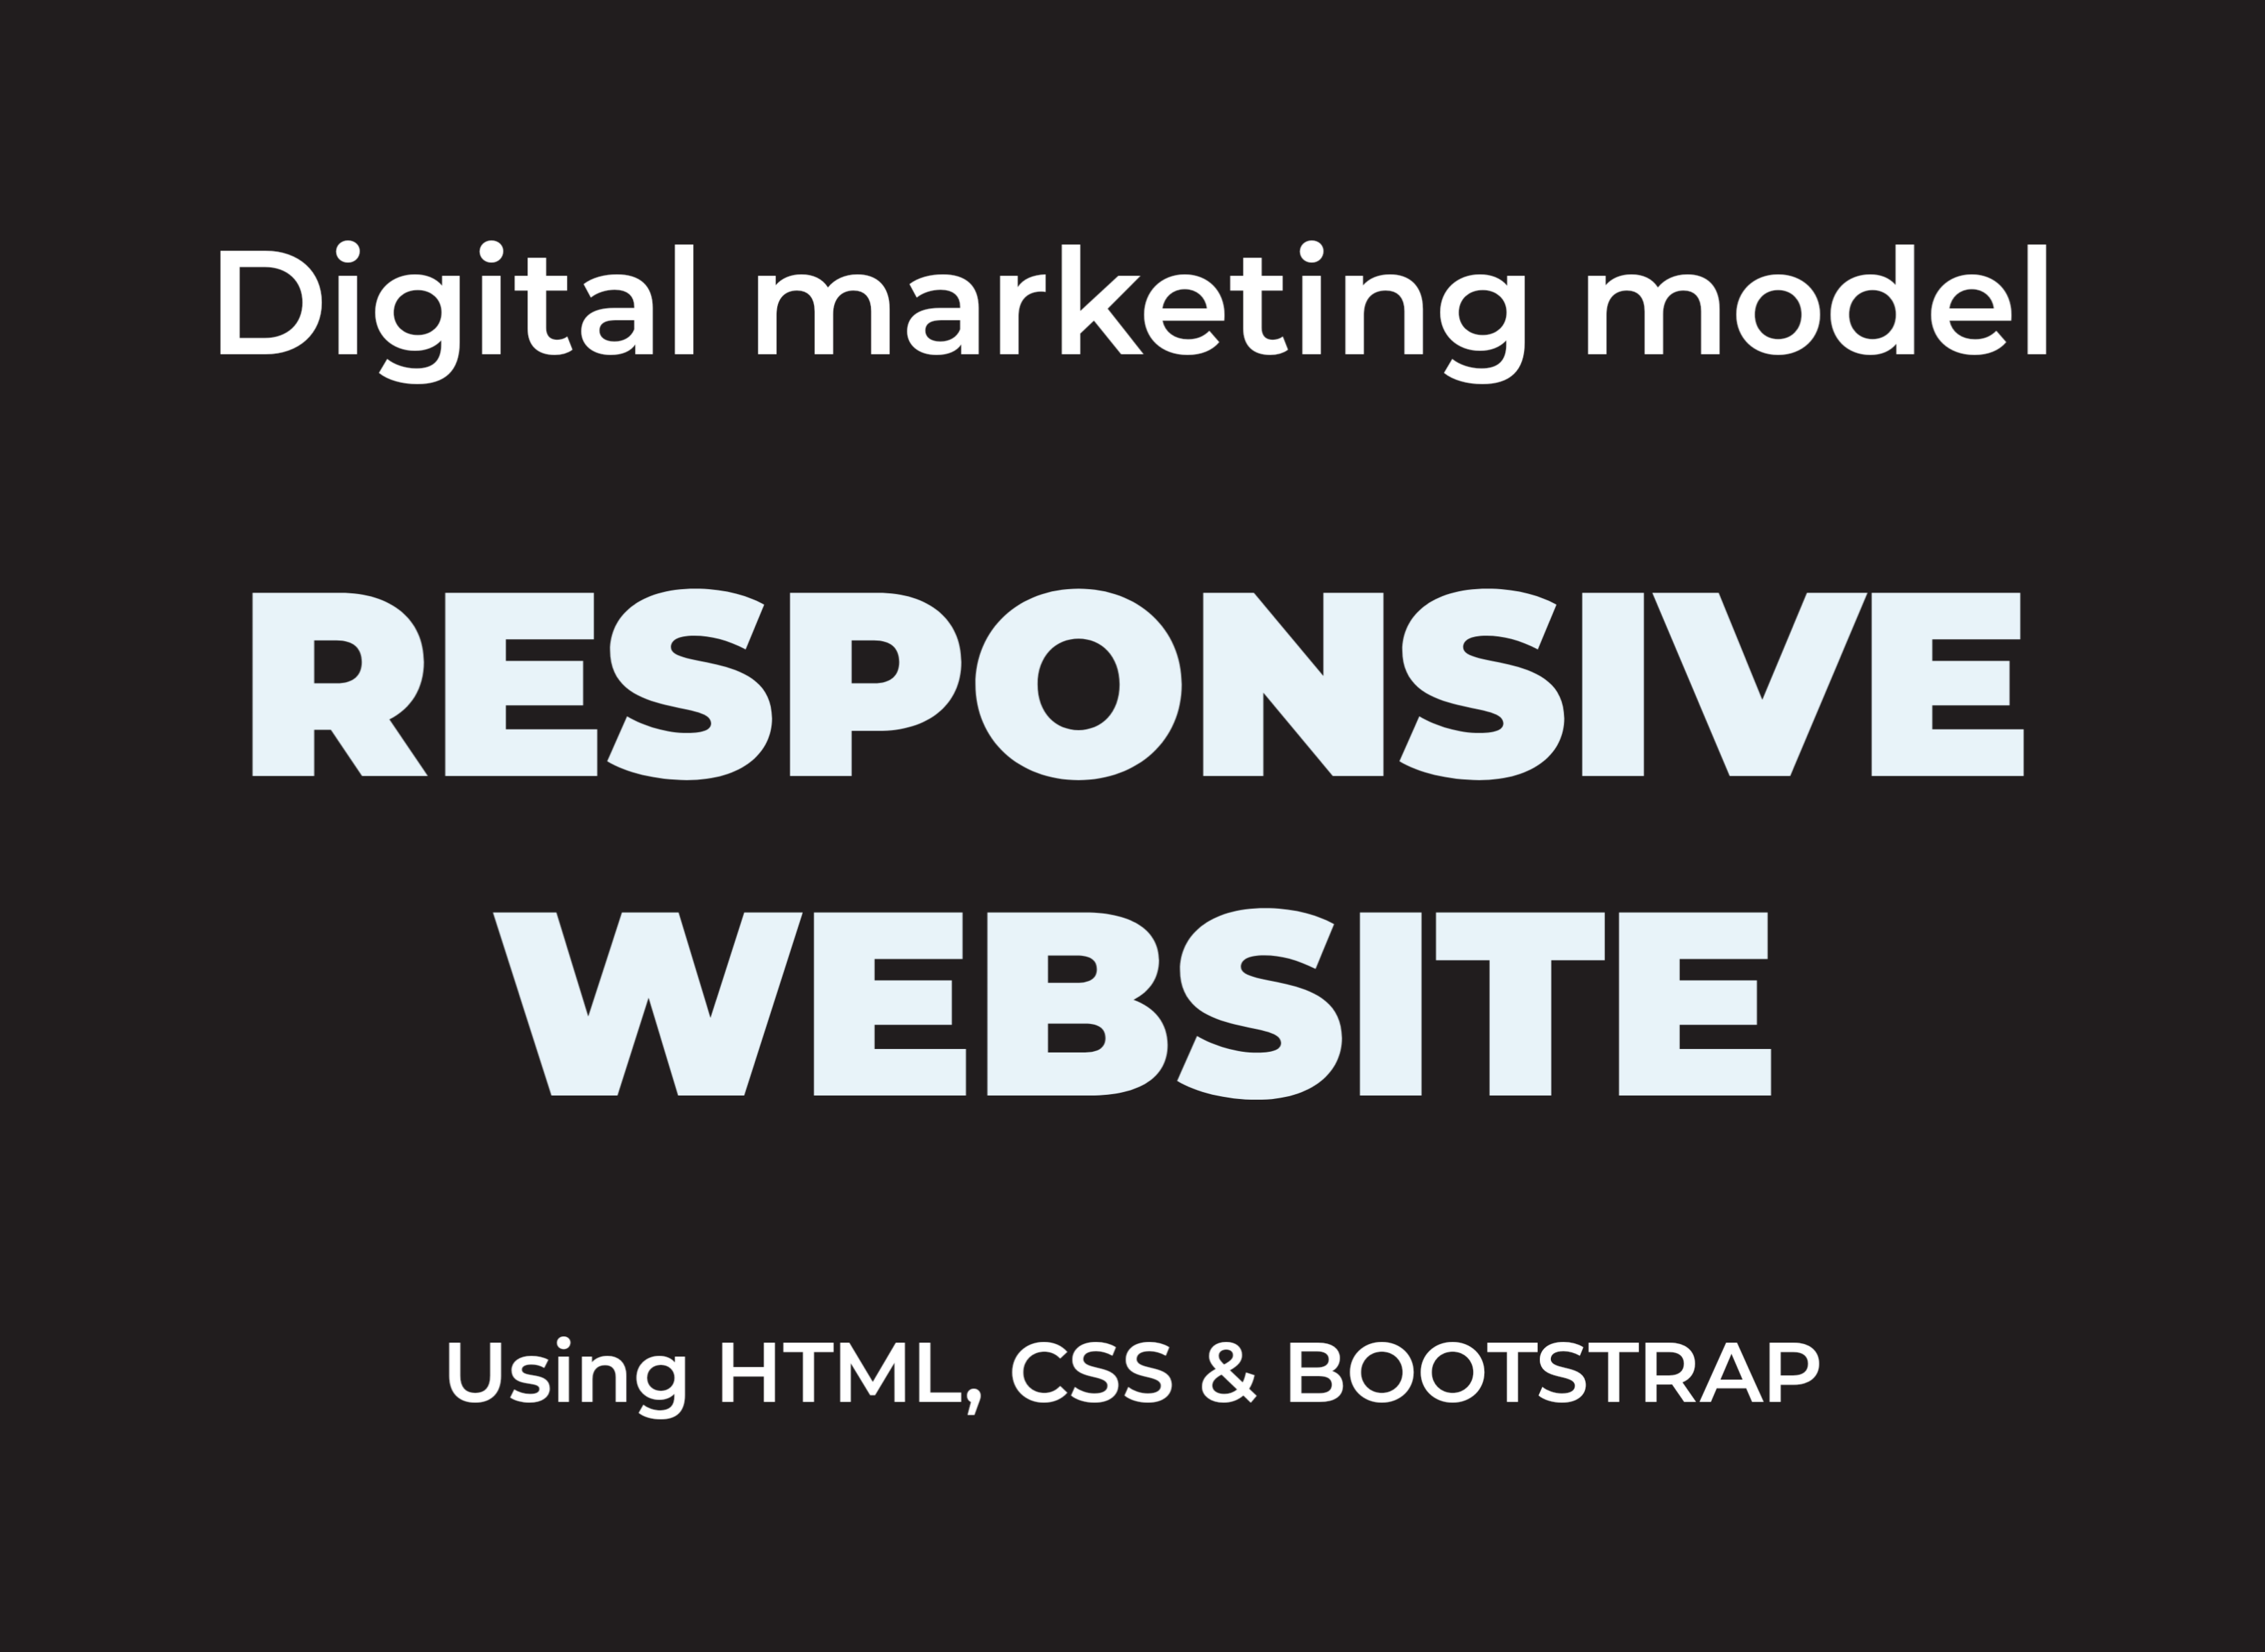 Digital marketing model
RESPONSIVE
WEBSITE
Using HTML, CSS & BOOTSTRAP